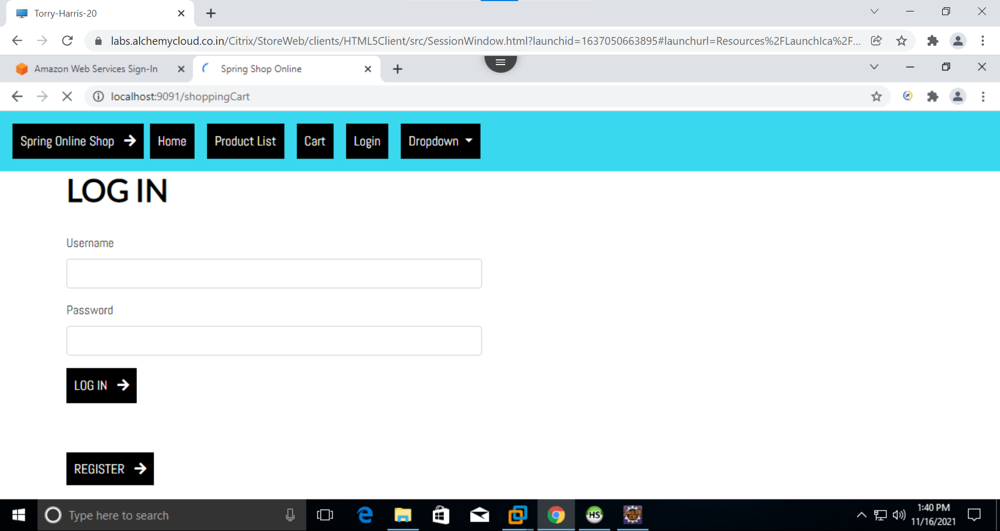 Torry-Harris-20
labs.alchemycloud.co.in/Citrix/StoreWeb/clients/HTML5Client/src/SessionWindow.html?launchid=1637050663895#launchurl=Resources%2FLaunchIca%2F...
Amazon Web Services Sign-In
Spring Shop Online
localhost:9091/shoppingCart
Spring Online Shop
Home
Product List
Cart
Login
Dropdown
LOG IN
Username
Password
LOG IN
REGISTER
Type here to search
HS
Java EE
IDE
1:40 PM
11/16/2021